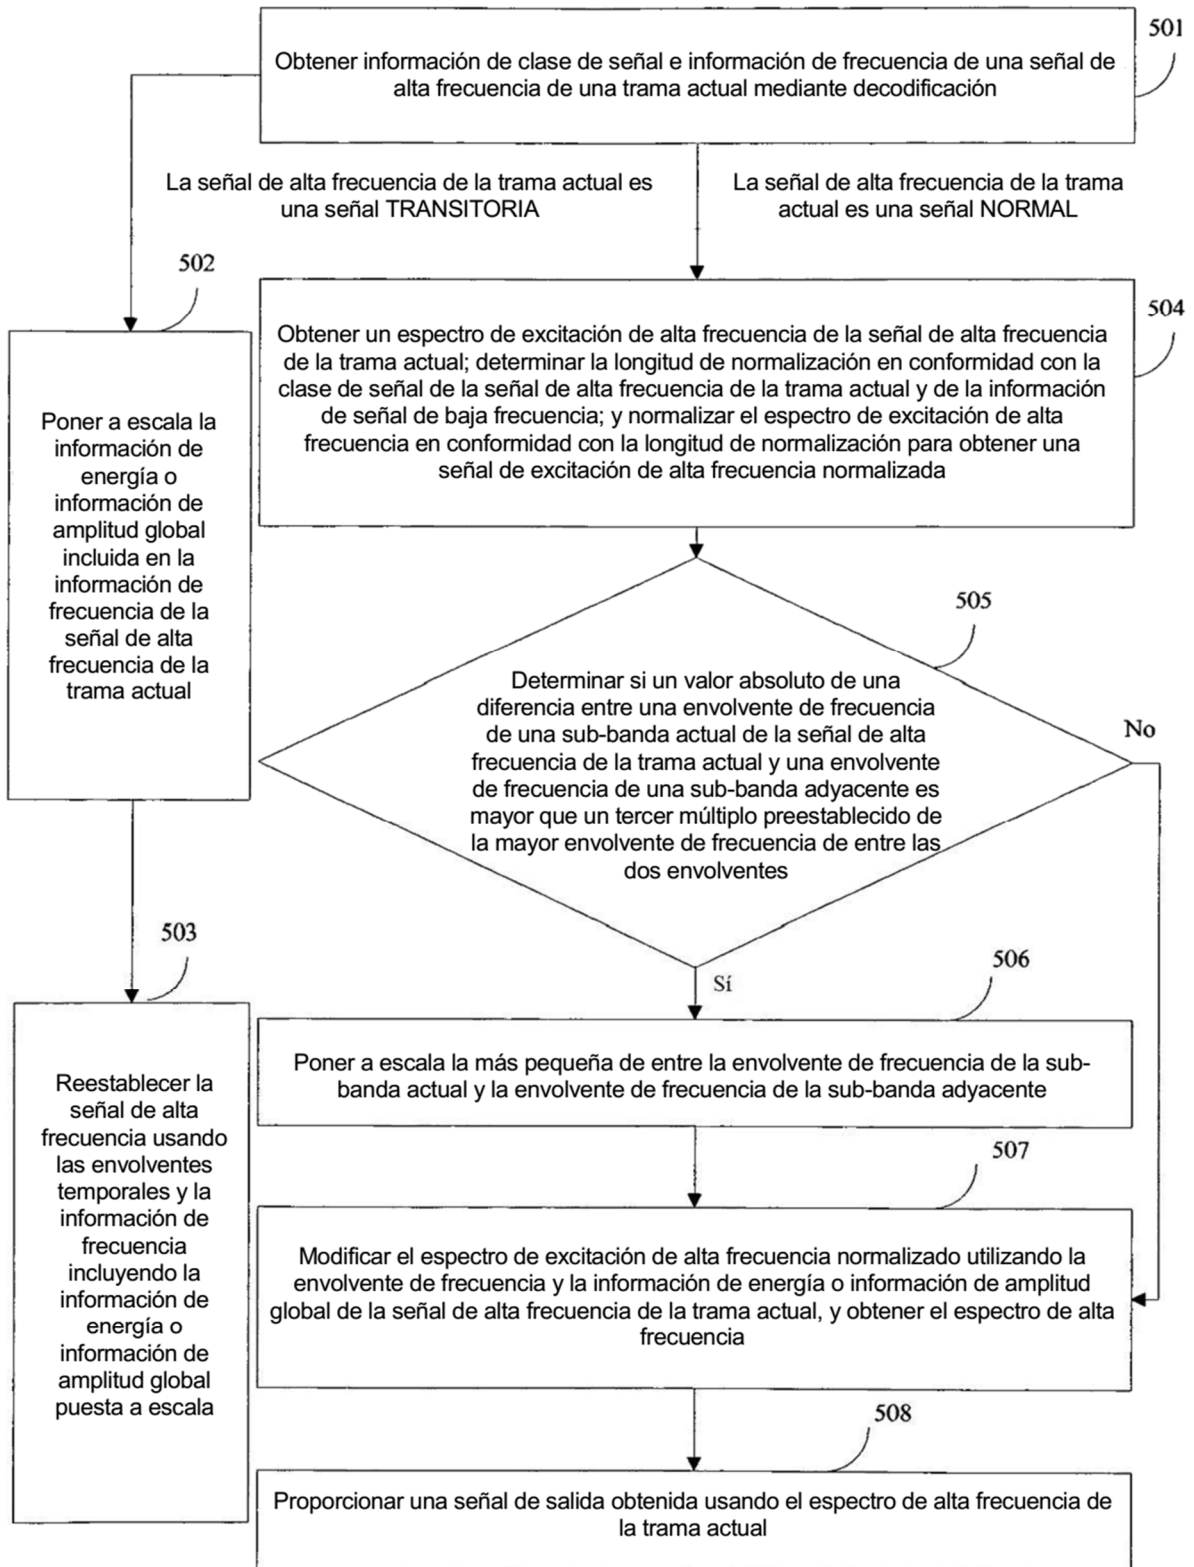 501
Obtener información de clase de señal e información de frecuencia de una señal de
alta frecuencia de una trama actual mediante decodificación
La señal de alta frecuencia de la trama actual es
una señal TRANSITORIA
La señal de alta frecuencia de la trama
actual es una señal NORMAL
502
Poner a escala la
información de
energía o
información de
amplitud global
incluida en la
información de
frecuencia de la
señal de alta
frecuencia de la
trama actual
504
Obtener un espectro de excitación de alta frecuencia de la señal de alta frecuencia
de la trama actual; determinar la longitud de normalización en conformidad con la
clase de señal de la señal de alta frecuencia de la trama actual y de la información
de señal de baja frecuencia; y normalizar el espectro de excitación de alta
frecuencia en conformidad con la longitud de normalización para obtener una
señal de excitación de alta frecuencia normalizada
505
Determinar si un valor absoluto de una
diferencia entre una envolvente de frecuencia
de una sub-banda actual de la señal de alta
frecuencia de la trama actual y una envolvente
de frecuencia de una sub-banda adyacente es
mayor que un tercer múltiplo preestablecido de
la mayor envolvente de frecuencia de entre las
dos envolventes
No
Sí
503
Reestablecer la
señal de alta
frecuencia usando
las envolventes
temporales y la
información de
frecuencia
incluyendo la
información de
energía o
información de
amplitud global
puesta a escala
506
Poner a escala la más pequeña de entre la envolvente de frecuencia de la sub-
banda actual y la envolvente de frecuencia de la sub-banda adyacente
507
Modificar el espectro de excitación de alta frecuencia normalizado utilizando la
envolvente de frecuencia y la información de energía o información de amplitud
global de la señal de alta frecuencia de la trama actual, y obtener el espectro de alta
frecuencia
508
Proporcionar una señal de salida obtenida usando el espectro de alta frecuencia de
la trama actual